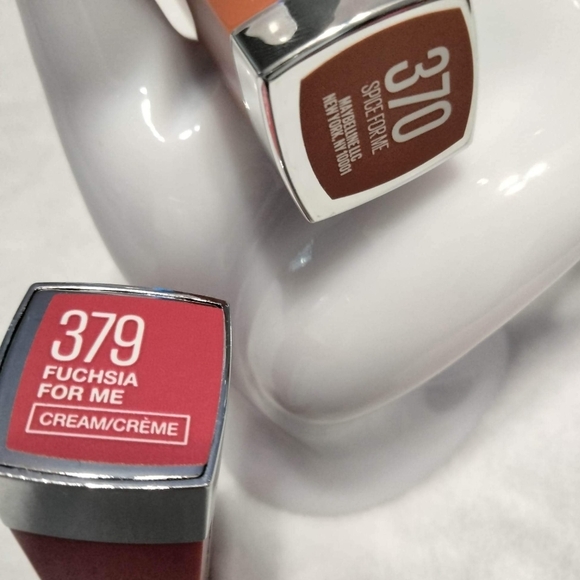 370
SPICE FOR ME
MAYBELLINE LLC
NEW YORK, NY 10001
379
FUCHSIA
FOR ME
CREAM/CRÈME